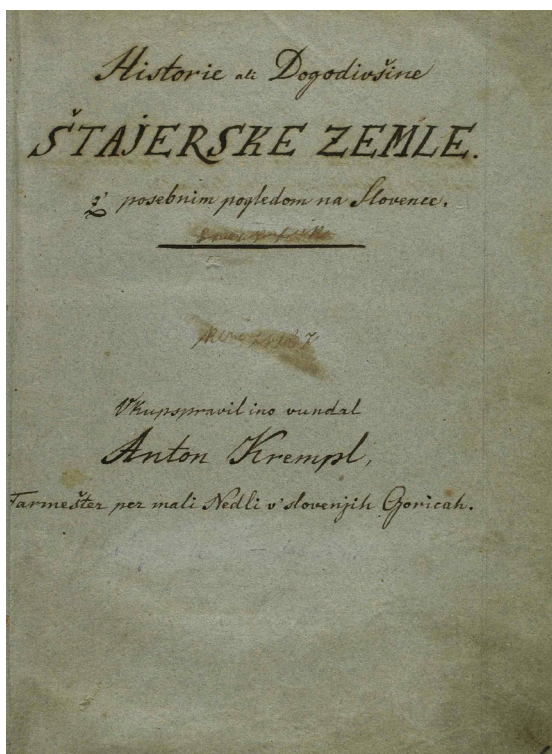 Historie ali Dogodivšine
ŠTAJERSKE ZEMLE.
z' posebnim pogledom na Slovence.
Vkupspravil ino vundal
Anton Krempl,
Farmešter per mali Nedli v' slovenjih Goricah.